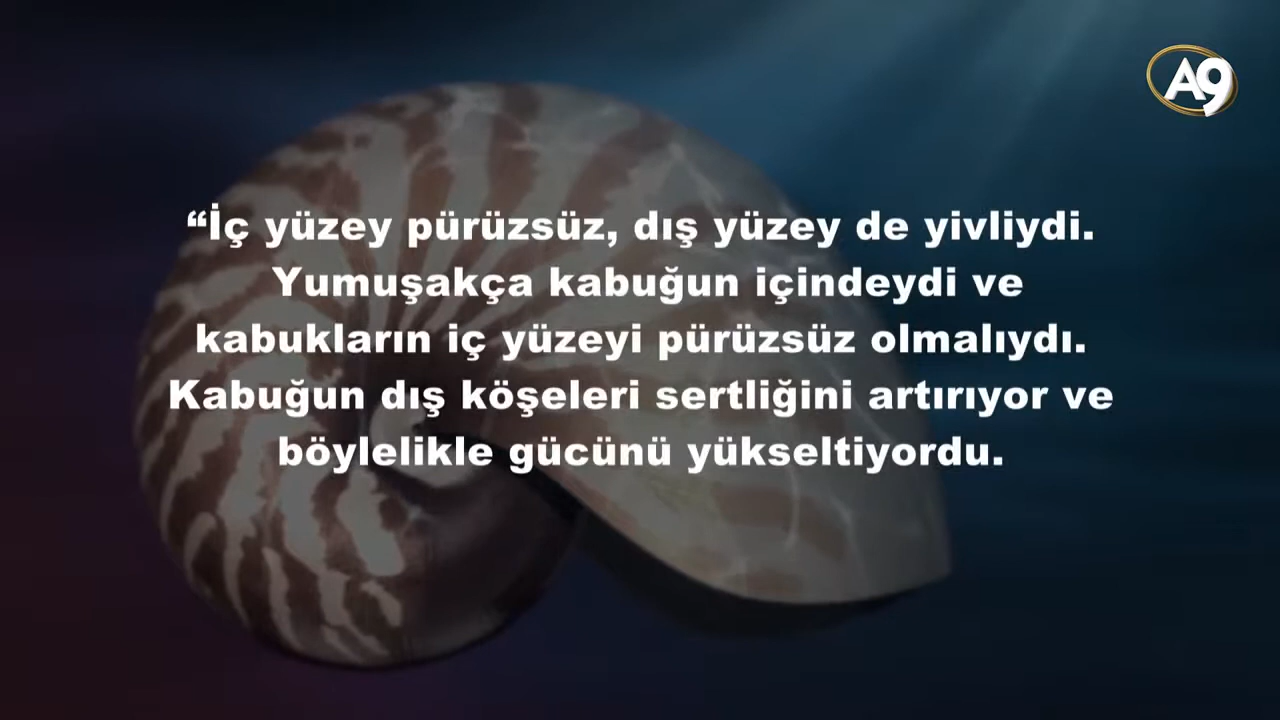 A9
“İç yüzey pürüzsüz, dış yüzey de yivliydi.
Yumuşakça kabuğun içindeydi ve
kabukların iç yüzeyi pürüzsüz olmalıydı.
Kabuğun dış köşeleri sertliğini artırıyor ve
böylelikle gücünü yükseltiyordu.